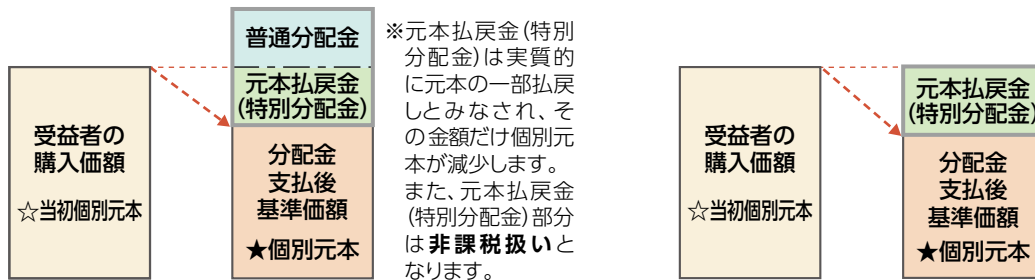 受益者の
購入価額
☆当初個別元本
普通分配金
元本払戻金
(特別分配金)
分配金
支払後
基準価額
★個別元本
※元本払戻金(特別
分配金)は実質的
に元本の一部払戻
しとみなされ、そ
の金額だけ個別元
本が減少します。
また、元本払戻金
(特別分配金)部分
は非課税扱いと
なります。
受益者の
購入価額
☆当初個別元本
元本払戻金
(特別分配金)
分配金
支払後
基準価額
★個別元本